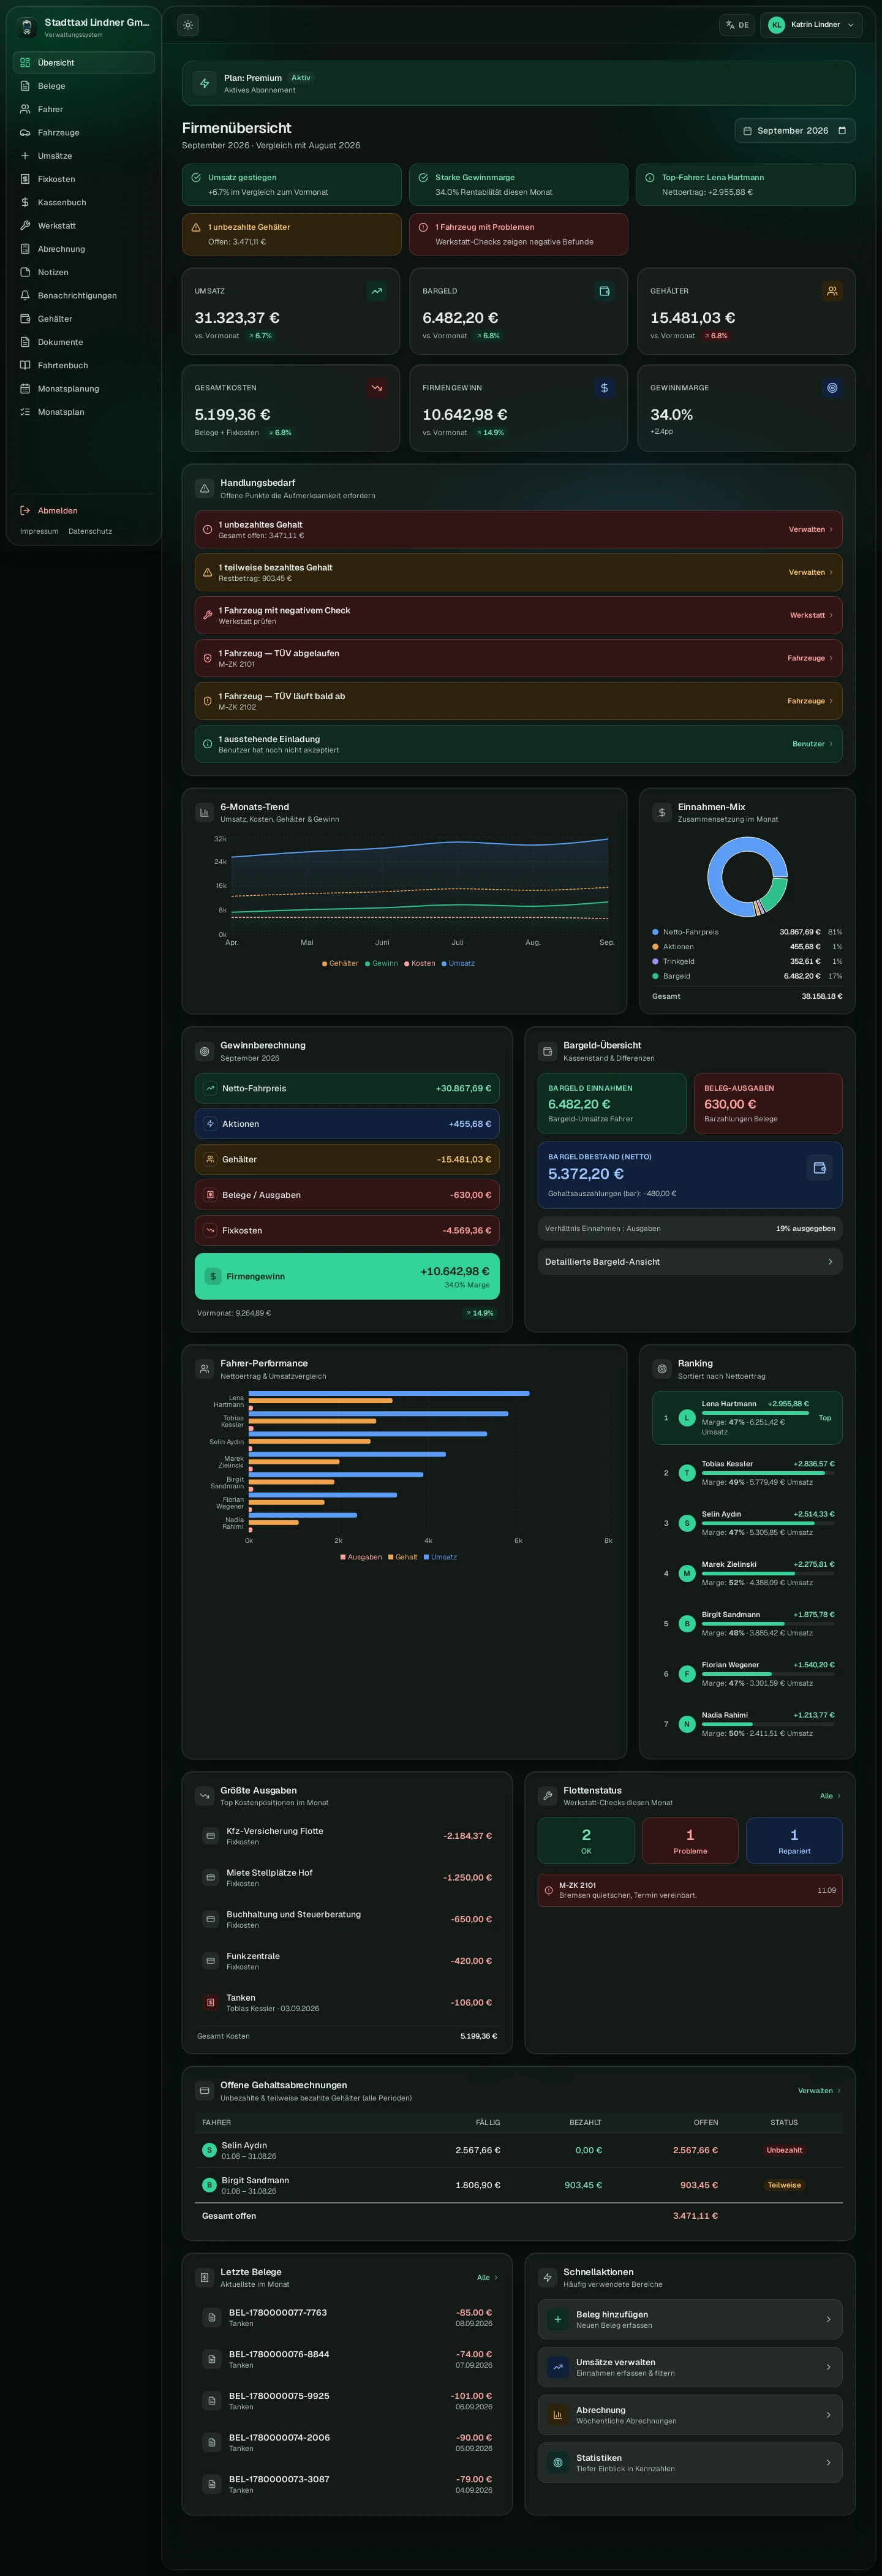 Stadttaxi Lindner Gm...
Verwaltungssystem
Übersicht
Belege
Fahrer
Fahrzeuge
Umsätze
Fixkosten
Kassenbuch
Werkstatt
Abrechnung
Notizen
Benachrichtigungen
Gehälter
Dokumente
Fahrtenbuch
Monatsplanung
Monatsplan
Abmelden
Impressum Datenschutz
DE
KL Katrin Lindner
Plan: Premium Aktiv
Aktives Abonnement
Firmenübersicht
September 2026 · Vergleich mit August 2026
September 2026
Umsatz gestiegen
+6.7% im Vergleich zum Vormonat
Starke Gewinnmarge
34.0% Rentabilität diesen Monat
Top-Fahrer: Lena Hartmann
Nettoertrag: +2.955,88 €
1 unbezahlte Gehälter
Offen: 3.471,11 €
1 Fahrzeug mit Problemen
Werkstatt-Checks zeigen negative Befunde
UMSATZ
31.323,37 €
vs. Vormonat 6.7%
BARGELD
6.482,20 €
vs. Vormonat 6.8%
GEHÄLTER
15.481,03 €
vs. Vormonat 6.8%
GESAMTKOSTEN
5.199,36 €
Belege + Fixkosten 6.8%
FIRMENGEWINN
10.642,98 €
vs. Vormonat 14.9%
GEWINNMARGE
34.0%
+2.4pp
Handlungsbedarf
Offene Punkte die Aufmerksamkeit erfordern
1 unbezahltes Gehalt
Gesamt offen: 3.471,11 €
Verwalten
1 teilweise bezahltes Gehalt
Restbetrag: 903,45 €
Verwalten
1 Fahrzeug mit negativem Check
Werkstatt prüfen
Werkstatt
1 Fahrzeug — TÜV abgelaufen
M-ZK 2101
Fahrzeuge
1 Fahrzeug — TÜV läuft bald ab
M-ZK 2102
Fahrzeuge
1 ausstehende Einladung
Benutzer hat noch nicht akzeptiert
Benutzer
6-Monats-Trend
Umsatz, Kosten, Gehälter & Gewinn
32k
24k
16k
8k
0k
Apr. Mai Juni Juli Aug. Sep.
Gehälter Gewinn Kosten Umsatz
Einnahmen-Mix
Zusammensetzung im Monat
Netto-Fahrpreis 30.867,69 € 81%
Aktionen 455,68 € 1%
Trinkgeld 352,61 € 1%
Bargeld 6.482,20 € 17%
Gesamt 38.158,18 €
Gewinnberechnung
September 2026
Netto-Fahrpreis +30.867,69 €
Aktionen +455,68 €
Gehälter -15.481,03 €
Belege / Ausgaben -630,00 €
Fixkosten -4.569,36 €
Firmengewinn +10.642,98 €
34.0% Marge
Vormonat: 9.264,89 € 14.9%
Bargeld-Übersicht
Kassenstand & Differenzen
BARGELD EINNAHMEN
6.482,20 €
Bargeld-Umsätze Fahrer
BELEG-AUSGABEN
630,00 €
Barzahlungen Belege
BARGELDBESTAND (NETTO)
5.372,20 €
Gehaltsauszahlungen (bar): −480,00 €
Verhältnis Einnahmen : Ausgaben 19% ausgegeben
Detaillierte Bargeld-Ansicht
Fahrer-Performance
Nettoertrag & Umsatzvergleich
Lena
Hartmann
Tobias
Kessler
Selin Aydın
Marek
Zielinski
Birgit
Sandmann
Florian
Wegener
Nadia
Rahimi
0k 2k 4k 6k 8k
Ausgaben Gehalt Umsatz
Ranking
Sortiert nach Nettoertrag
1 L Lena Hartmann +2.955,88 € Top
Marge: 47% · 6.251,42 €
Umsatz
2 T Tobias Kessler +2.836,57 €
Marge: 49% · 5.779,49 € Umsatz
3 S Selin Aydın +2.514,33 €
Marge: 47% · 5.305,85 € Umsatz
4 M Marek Zielinski +2.275,81 €
Marge: 52% · 4.388,09 € Umsatz
5 B Birgit Sandmann +1.875,78 €
Marge: 48% · 3.885,42 € Umsatz
6 F Florian Wegener +1.540,20 €
Marge: 47% · 3.301,59 € Umsatz
7 N Nadia Rahimi +1.213,77 €
Marge: 50% · 2.411,51 € Umsatz
Größte Ausgaben
Top Kostenpositionen im Monat
Kfz-Versicherung Flotte
Fixkosten
-2.184,37 €
Miete Stellplätze Hof
Fixkosten
-1.250,00 €
Buchhaltung und Steuerberatung
Fixkosten
-650,00 €
Funkzentrale
Fixkosten
-420,00 €
Tanken
Tobias Kessler · 03.09.2026
-106,00 €
Gesamt Kosten 5.199,36 €
Flottenstatus
Werkstatt-Checks diesen Monat
Alle
2
OK
1
Probleme
1
Repariert
M-ZK 2101
Bremsen quietschen, Termin vereinbart.
11.09
Offene Gehaltsabrechnungen
Unbezahlte & teilweise bezahlte Gehälter (alle Perioden)
Verwalten
FAHRER FÄLLIG BEZAHLT OFFEN STATUS
S Selin Aydın 2.567,66 € 0,00 € 2.567,66 € Unbezahlt
01.08 – 31.08.26
B Birgit Sandmann 1.806,90 € 903,45 € 903,45 € Teilweise
01.08 – 31.08.26
Gesamt offen 3.471,11 €
Letzte Belege
Aktuellste im Monat
Alle
BEL-1780000077-7763 -85.00 €
Tanken 08.09.2026
BEL-1780000076-8844 -74.00 €
Tanken 07.09.2026
BEL-1780000075-9925 -101.00 €
Tanken 06.09.2026
BEL-1780000074-2006 -90.00 €
Tanken 05.09.2026
BEL-1780000073-3087 -79.00 €
Tanken 04.09.2026
Schnellaktionen
Häufig verwendete Bereiche
Beleg hinzufügen
Neuen Beleg erfassen
Umsätze verwalten
Einnahmen erfassen & filtern
Abrechnung
Wöchentliche Abrechnungen
Statistiken
Tiefer Einblick in Kennzahlen